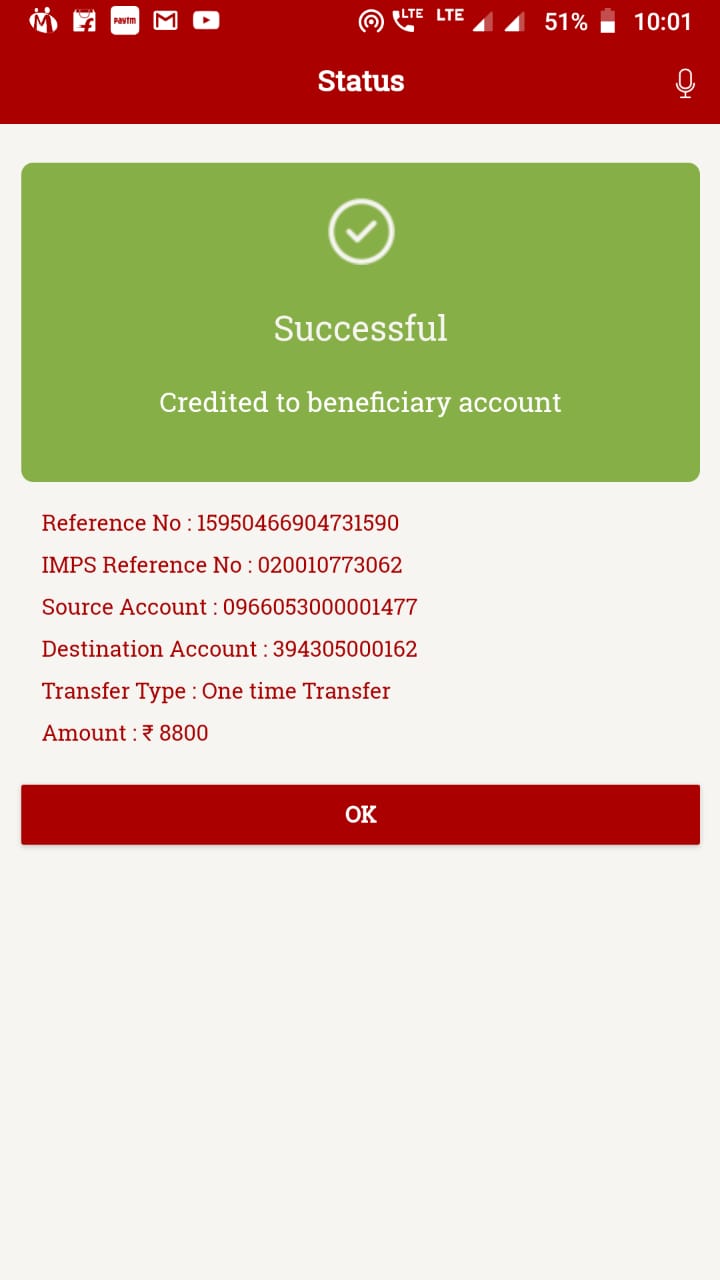 Paytm
LTE LTE 51% 10:01
Status
Successful
Credited to beneficiary account
Reference No : 15950466904731590
IMPS Reference No : 020010773062
Source Account : 0966053000001477
Destination Account : 394305000162
Transfer Type : One time Transfer
Amount : ₹ 8800
OK